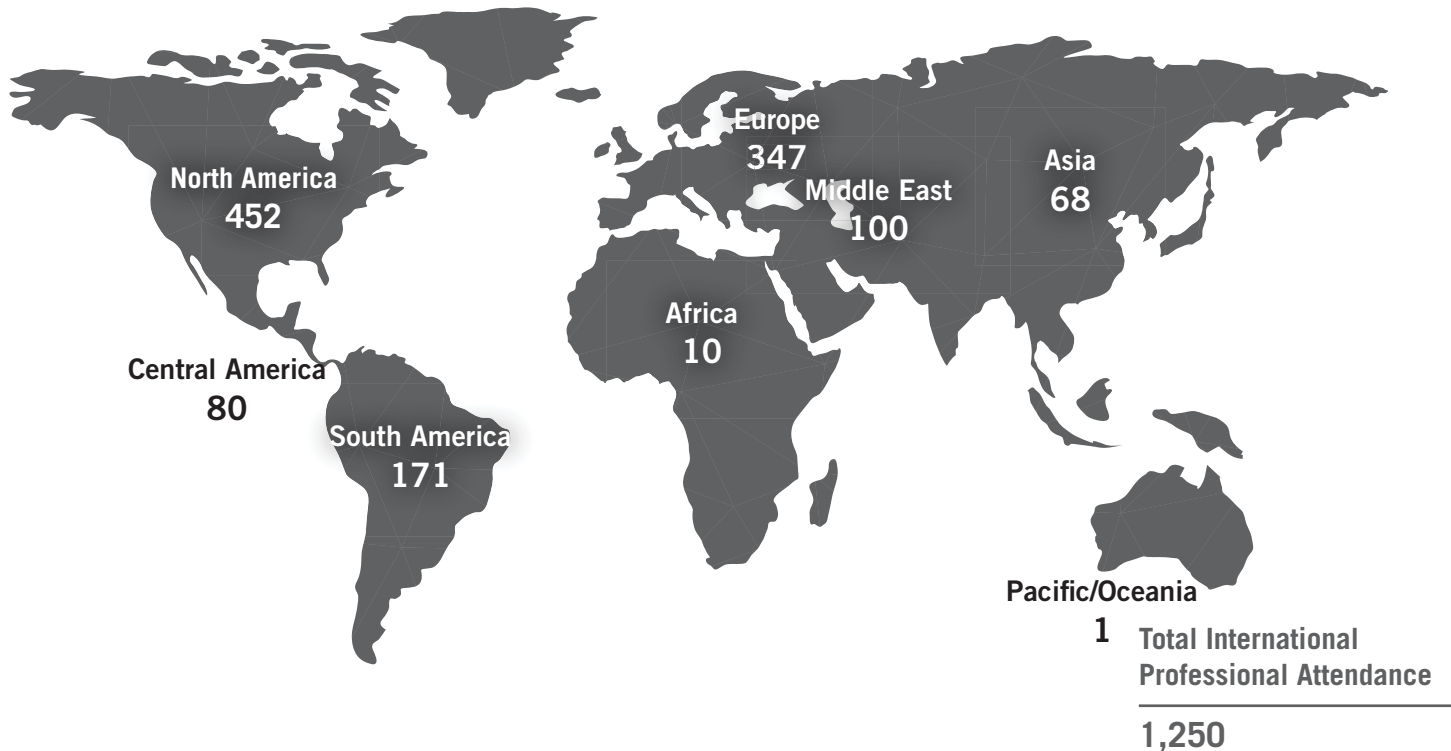 Europe
347
Asia
68
North America
452
Middle East
100
Africa
10
Central America
80
South America
171
Pacific/Oceania
1
Total International
Professional Attendance
1,250